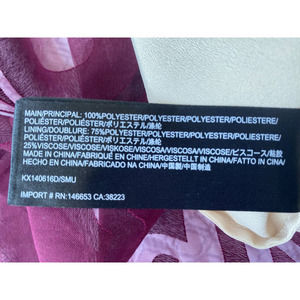 MAIN/PRINCIPAL: 100%POLYESTER/POLYESTER/POLYESTER/POLIESTERE/
POLIÉSTER/POLIÉSTER/ポリエステル/涤纶
LINING/DOUBLURE: 75%POLYESTER/POLYESTER/POLYESTER/
POLIESTERE/POLIÉSTER/POLIÉSTER/ポリエステル/涤纶
25%VISCOSE/VISCOSE/VISKOSE/VISCOSA/VISCOSA/VISCOSE/ビスコース/粘胶
MADE IN CHINA/FABRIQUÉ EN CHINE/HERGESTELLT IN CHINA/FATTO IN CINA/
HECHO EN CHINA/FABRICADO NA CHINA/中国製/中国制造
KX140616D/SMU
IMPORT # RN:146653 CA:38223